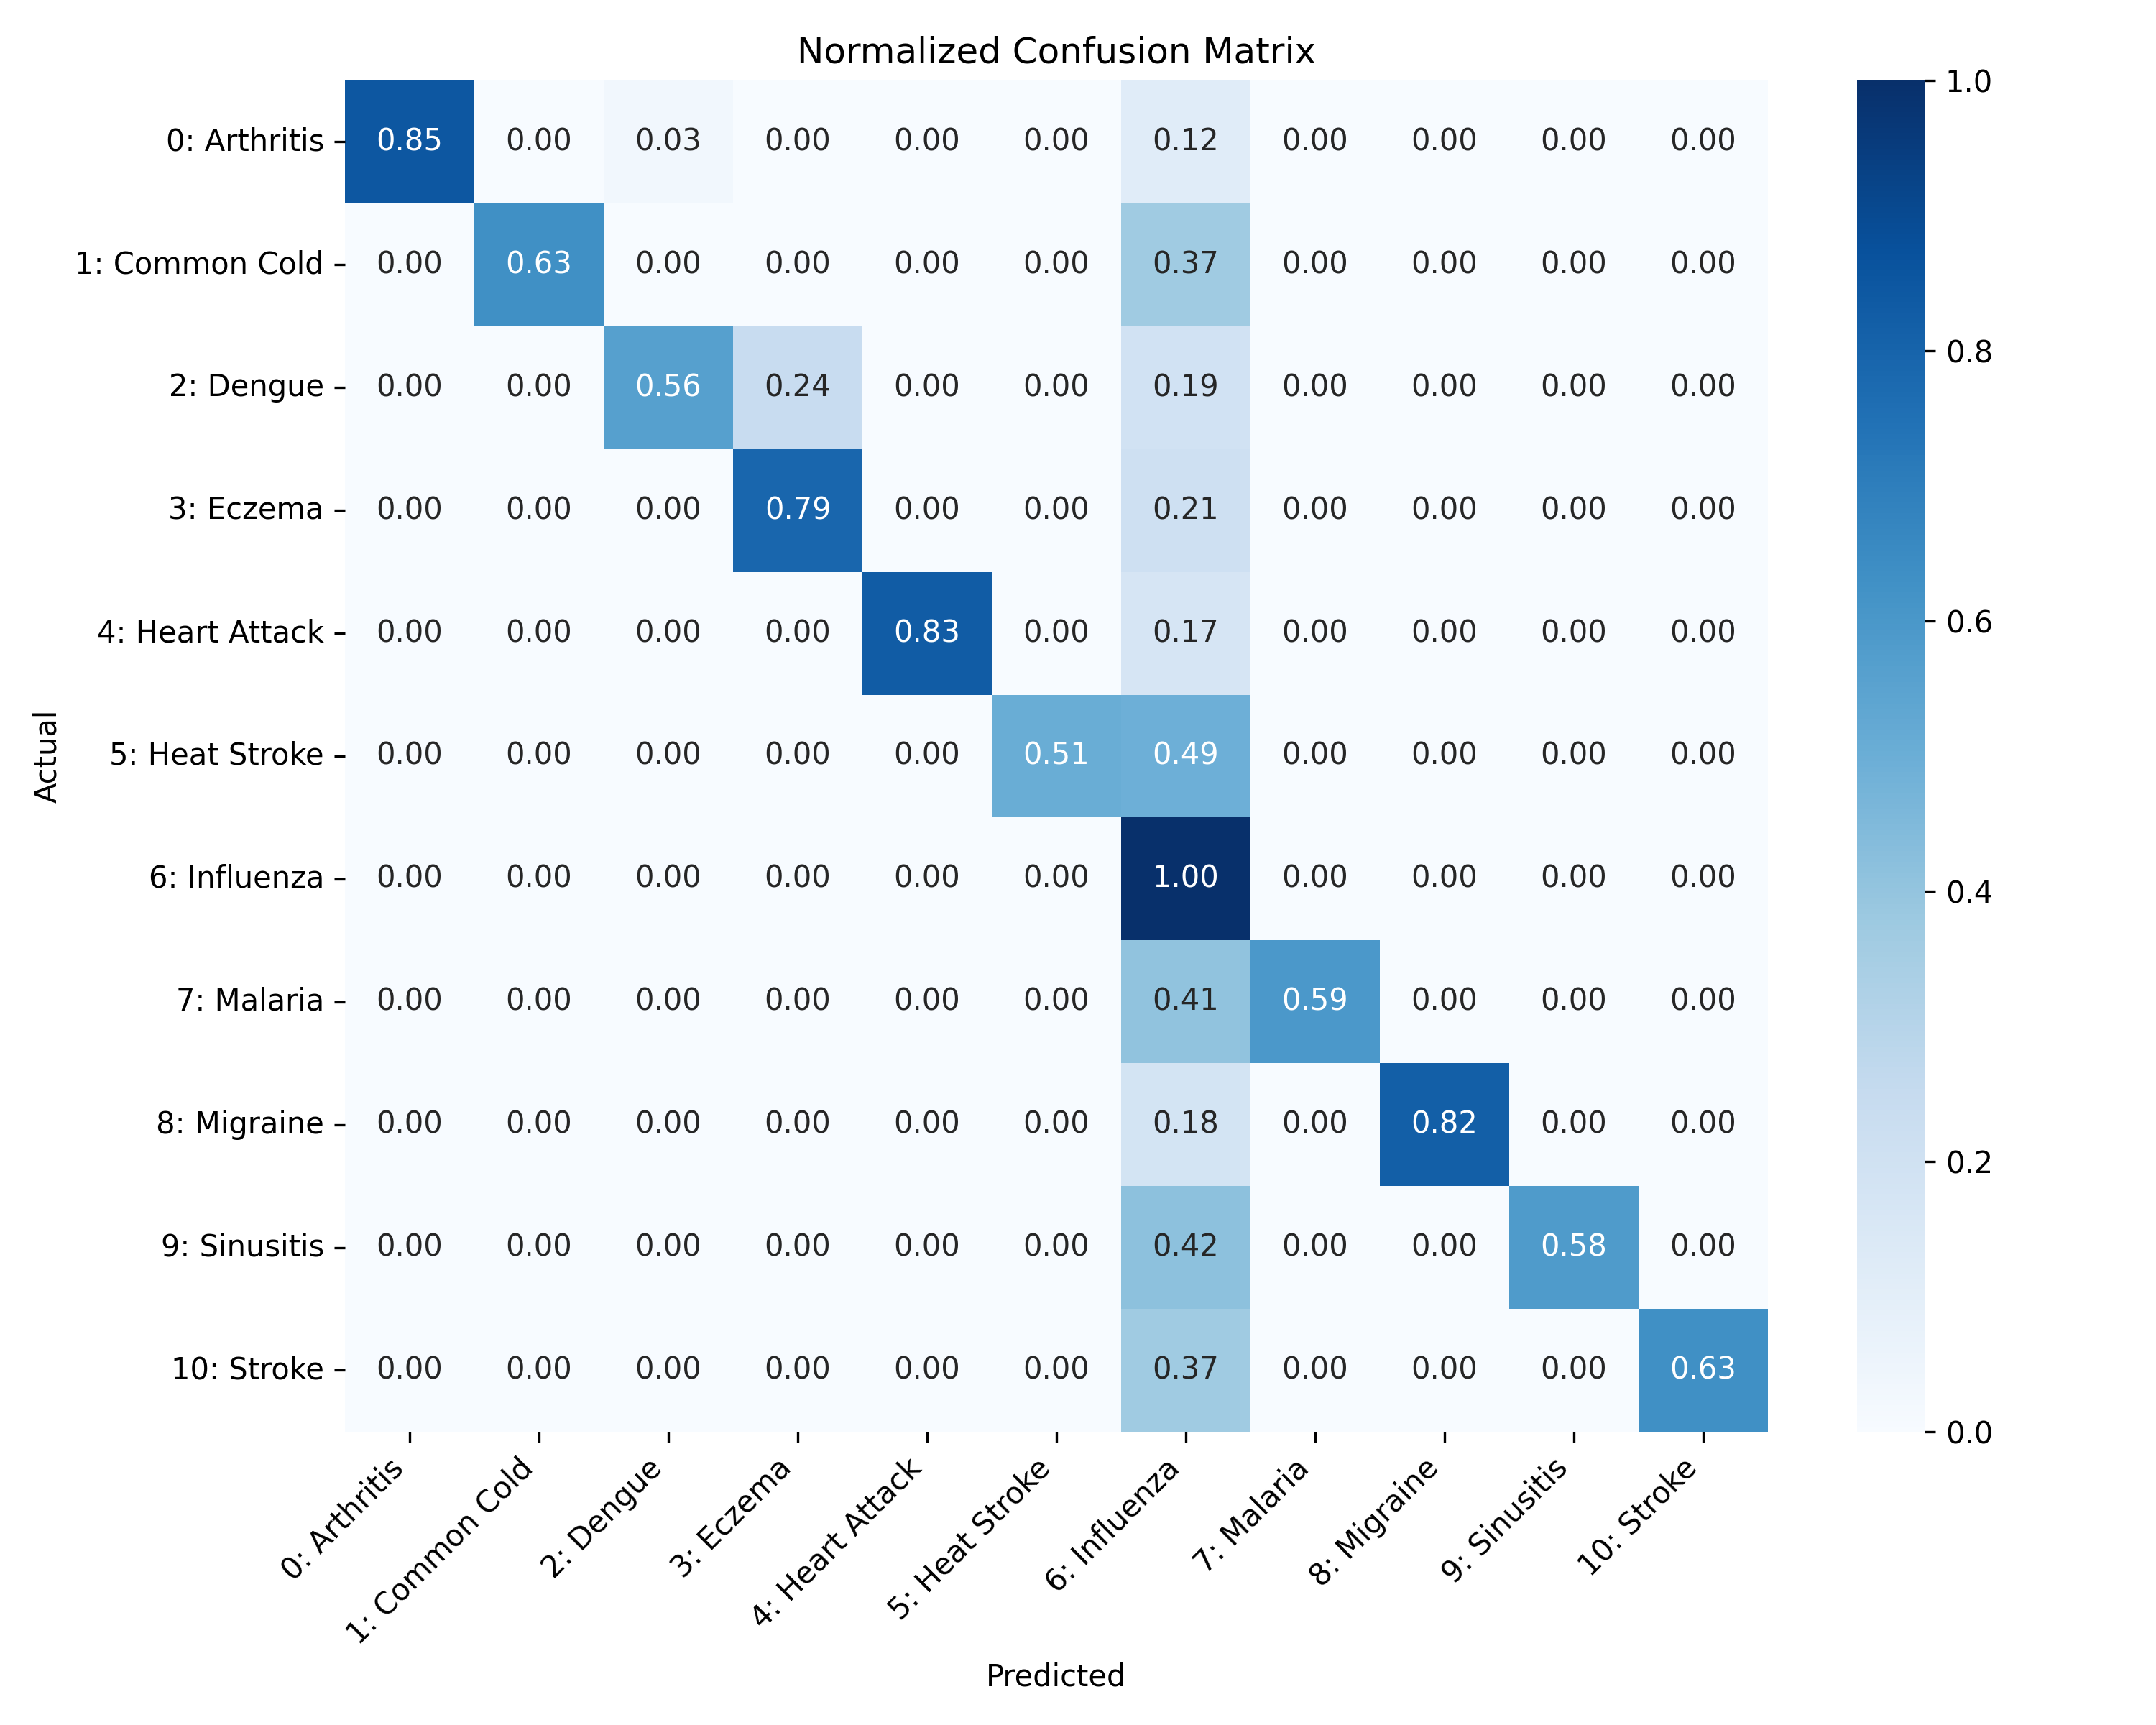 Normalized Confusion Matrix
0: Arthritis 0.85 0.00 0.03 0.00 0.00 0.00 0.12 0.00 0.00 0.00 0.00
1: Common Cold 0.00 0.63 0.00 0.00 0.00 0.00 0.37 0.00 0.00 0.00 0.00
2: Dengue 0.00 0.00 0.56 0.24 0.00 0.00 0.19 0.00 0.00 0.00 0.00
3: Eczema 0.00 0.00 0.00 0.79 0.00 0.00 0.21 0.00 0.00 0.00 0.00
4: Heart Attack 0.00 0.00 0.00 0.00 0.83 0.00 0.17 0.00 0.00 0.00 0.00
5: Heat Stroke 0.00 0.00 0.00 0.00 0.00 0.51 0.49 0.00 0.00 0.00 0.00
6: Influenza 0.00 0.00 0.00 0.00 0.00 0.00 1.00 0.00 0.00 0.00 0.00
7: Malaria 0.00 0.00 0.00 0.00 0.00 0.00 0.41 0.59 0.00 0.00 0.00
8: Migraine 0.00 0.00 0.00 0.00 0.00 0.00 0.18 0.00 0.82 0.00 0.00
9: Sinusitis 0.00 0.00 0.00 0.00 0.00 0.00 0.42 0.00 0.00 0.58 0.00
10: Stroke 0.00 0.00 0.00 0.00 0.00 0.00 0.37 0.00 0.00 0.00 0.63
Actual
0: Arthritis
1: Common Cold
2: Dengue
3: Eczema
4: Heart Attack
5: Heat Stroke
6: Influenza
7: Malaria
8: Migraine
9: Sinusitis
10: Stroke
Predicted
1.0
0.8
0.6
0.4
0.2
0.0